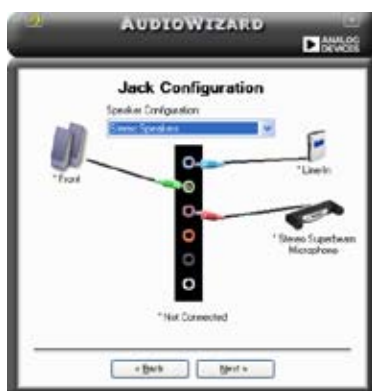 AUDIOWIZARD
ANALOG
DEVICES
Jack Configuration
Speaker Configuration
Stereo Speakers
* Front
* Line-In
* Stereo Superbeam
Microphone
* Not Connected
< Back
Next >